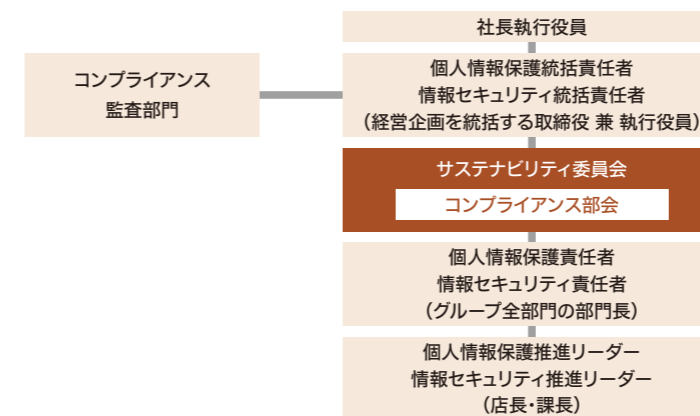 社長執行役員
コンプライアンス
監査部門
個人情報保護統括責任者
情報セキュリティ統括責任者
（経営企画を統括する取締役 兼 執行役員）
サステナビリティ委員会
コンプライアンス部会
個人情報保護責任者
情報セキュリティ責任者
（グループ全部門の部門長）
個人情報保護推進リーダー
情報セキュリティ推進リーダー
（店長・課長）